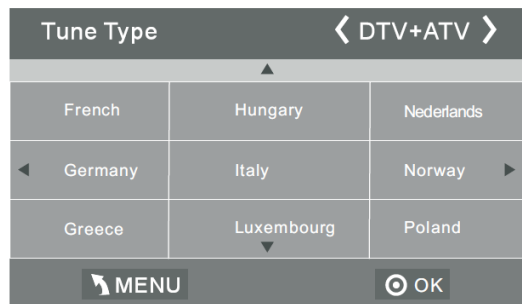 Tune Type DTV+ATV
French Hungary Nederlands
Germany Italy Norway
Greece Luxembourg Poland
MENU OK